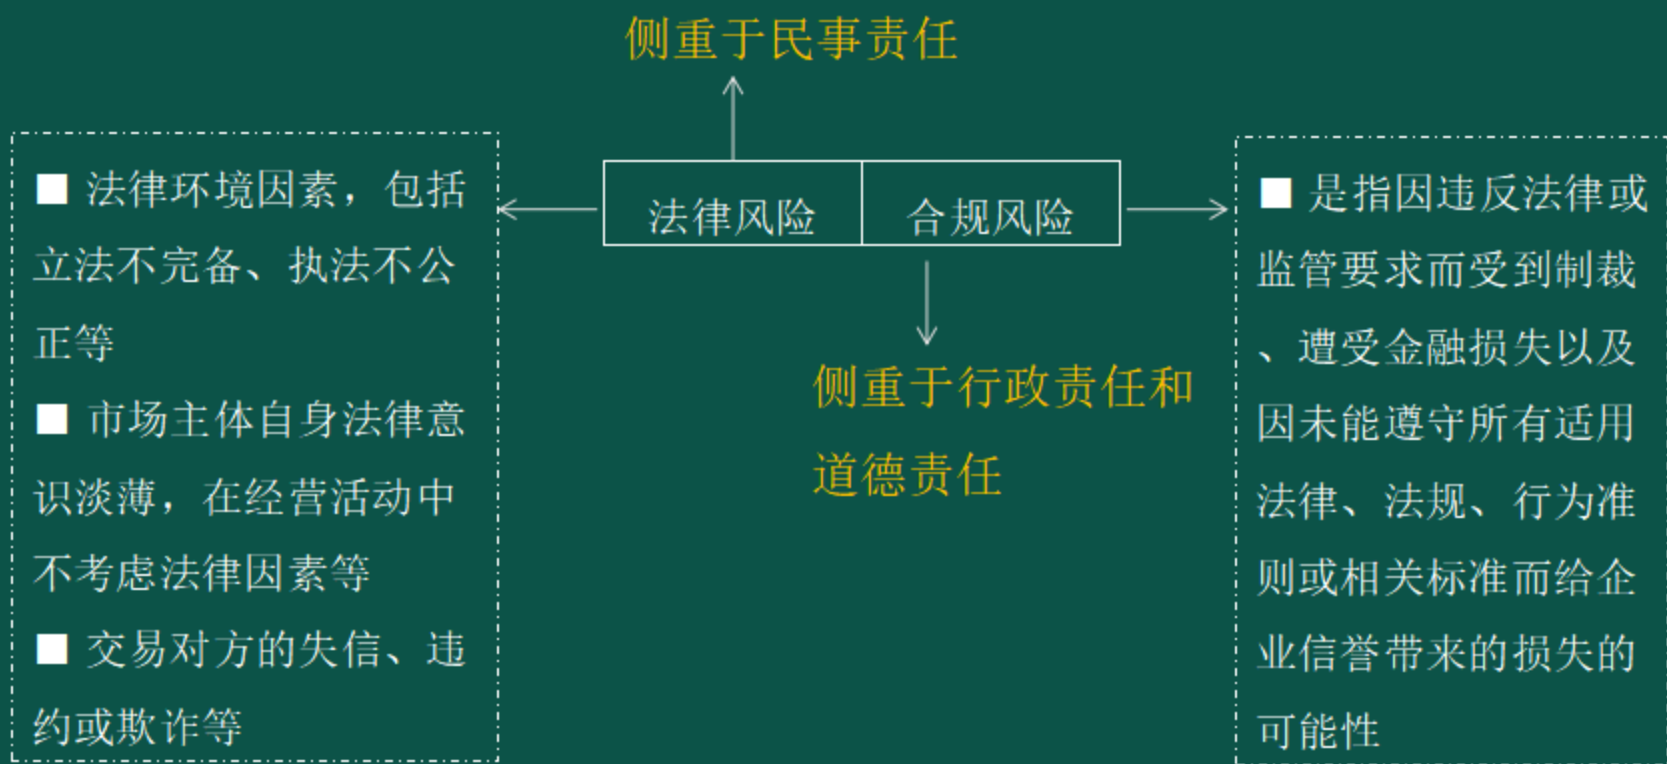 侧重于民事责任
■ 法律环境因素，包括
立法不完备、执法不公
正等
■ 市场主体自身法律意
识淡薄，在经营活动中
不考虑法律因素等
■ 交易对方的失信、违
约或欺诈等
法律风险
合规风险
侧重于行政责任和
道德责任
■ 是指因违反法律或
监管要求而受到制裁
、遭受金融损失以及
因未能遵守所有适用
法律、法规、行为准
则或相关标准而给企
业信誉带来的损失的
可能性